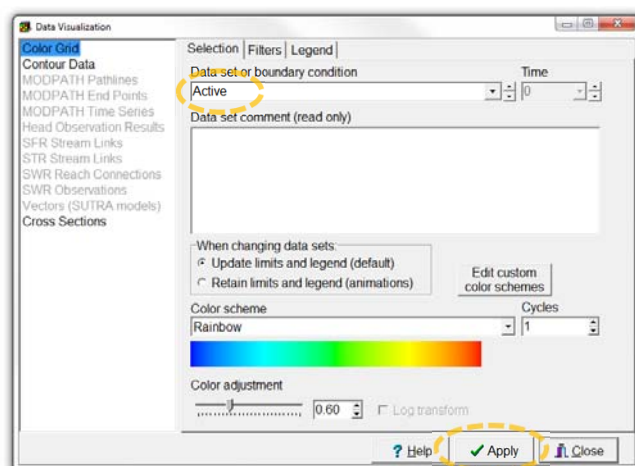 Data Visualization
Color Grid
Contour Data
MODPATH Pathlines
MODPATH End Points
MODPATH Time Series
Head Observation Results
SFR Stream Links
STR Stream Links
SWR Reach Connections
SWR Observations
Vectors (SUTRA models)
Cross Sections
Selection Filters Legend
Data set or boundary condition Time
Active 0
Data set comment (read only)
When changing data sets:
Update limits and legend (default)
Retain limits and legend (animations)
Edit custom
color schemes
Color scheme Cycles
Rainbow 1
Color adjustment
0.60 Log transform
? Help Apply Close